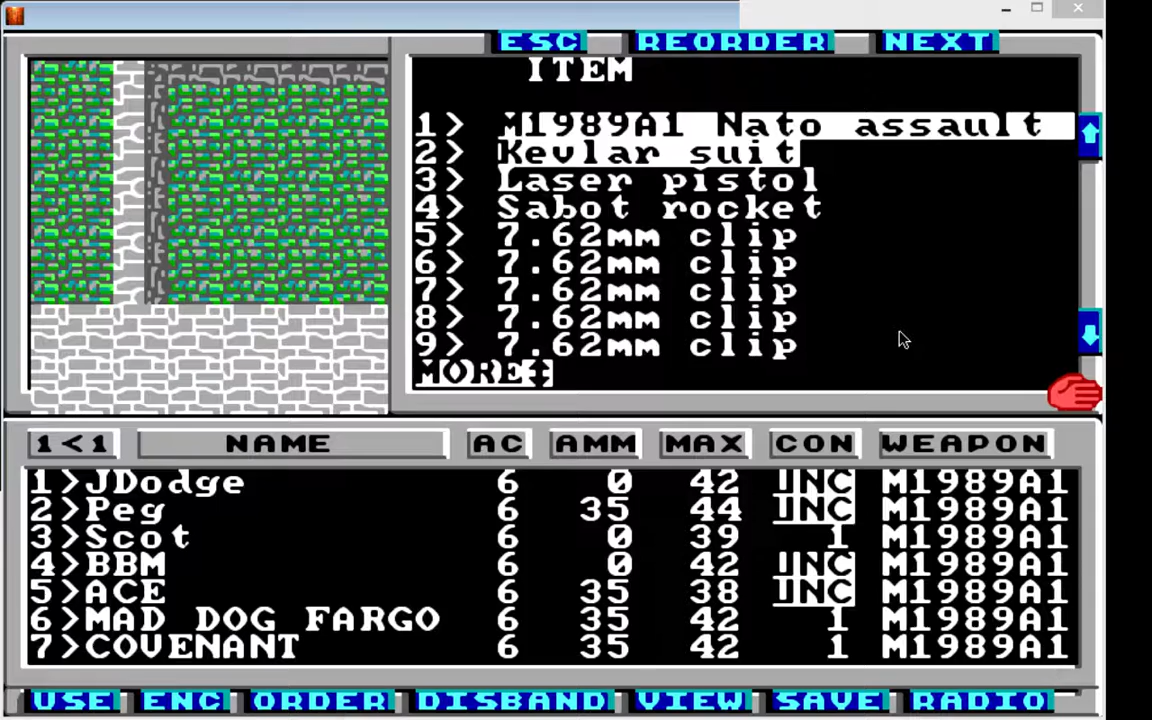 ESC REORDER NEXT
ITEM
1> M1989A1 Nato assault
2> Kevlar suit
3> Laser pistol
4> Sabot rocket
5> 7.62mm clip
6> 7.62mm clip
7> 7.62mm clip
8> 7.62mm clip
9> 7.62mm clip
MORE
1<1 NAME AC AMM MAX CON WEAPON
1>JDodge 6 0 42 UNC M1989A1
2>Peg 6 35 44 UNC M1989A1
3>Scot 6 0 39 1 M1989A1
4>BBM 6 0 42 UNC M1989A1
5>ACE 6 35 38 UNC M1989A1
6>MAD DOG FARGO 6 35 42 1 M1989A1
7>COVENANT 6 35 42 1 M1989A1
USE ENC ORDER DISBAND VIEW SAVE RADIO